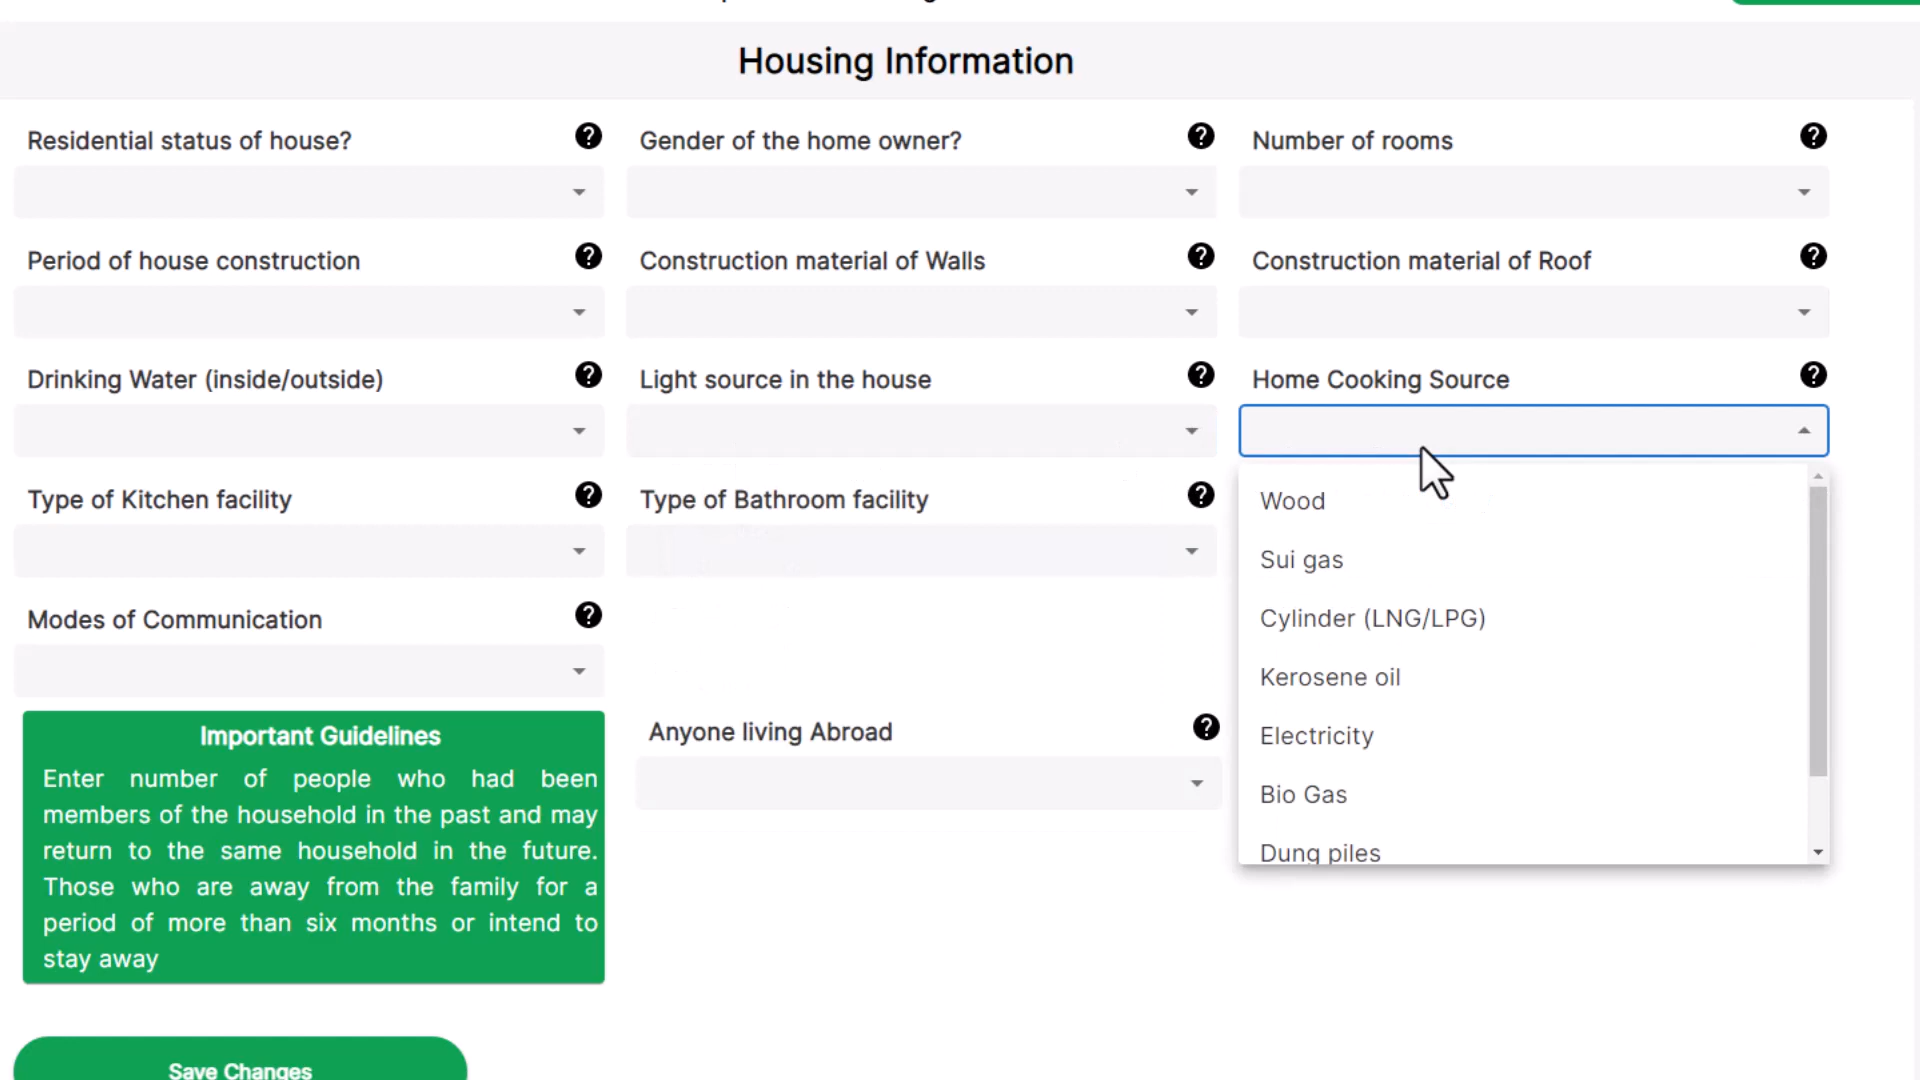 Housing Information
Residential status of house?
Gender of the home owner?
Number of rooms
Period of house construction
Construction material of Walls
Construction material of Roof
Drinking Water (inside/outside)
Light source in the house
Home Cooking Source
Type of Kitchen facility
Type of Bathroom facility
Wood
Sui gas
Cylinder (LNG/LPG)
Kerosene oil
Electricity
Bio Gas
Dung piles
Modes of Communication
Important Guidelines
Enter number of people who had been
members of the household in the past and may
return to the same household in the future.
Those who are away from the family for a
period of more than six months or intend to
stay away
Anyone living Abroad
Save Changes